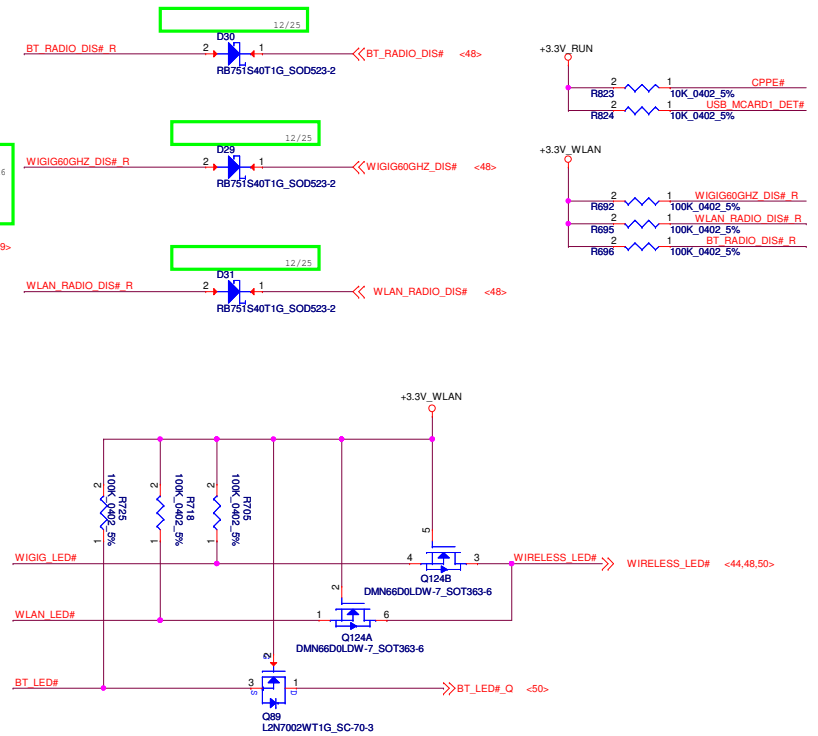 12/25
D30
BT_RADIO_DIS#_R
2
1
BT_RADIO_DIS# <48>
RB751S40T1G_SOD523-2
12/25
D29
WIGIG60GHZ_DIS#_R
2
1
WIGIG60GHZ_DIS# <48>
RB751S40T1G_SOD523-2
6
9>
12/25
D31
WLAN_RADIO_DIS#_R
2
1
WLAN_RADIO_DIS# <48>
RB751S40T1G_SOD523-2
+3.3V_RUN
2
1
CPPE#
R823
10K_0402_5%
2
1
USB_MCARD1_DET#
R824
10K_0402_5%
+3.3V_WLAN
2
1
WIGIG60GHZ_DIS#_R
R692
100K_0402_5%
2
1
WLAN_RADIO_DIS#_R
R695
100K_0402_5%
2
1
BT_RADIO_DIS#_R
R696
100K_0402_5%
+3.3V_WLAN
2
1
R725
100K_0402_5%
2
1
R718
100K_0402_5%
2
1
R705
100K_0402_5%
5
WIGIG_LED#
4
3
WIRELESS_LED#
WIRELESS_LED# <44,48,50>
Q124B
DMN66D0LDW-7_SOT363-6
2
WLAN_LED#
1
6
Q124A
DMN66D0LDW-7_SOT363-6
2
G
BT_LED#
3
S
1
D
BT_LED#_Q <50>
Q89
L2N7002WT1G_SC-70-3